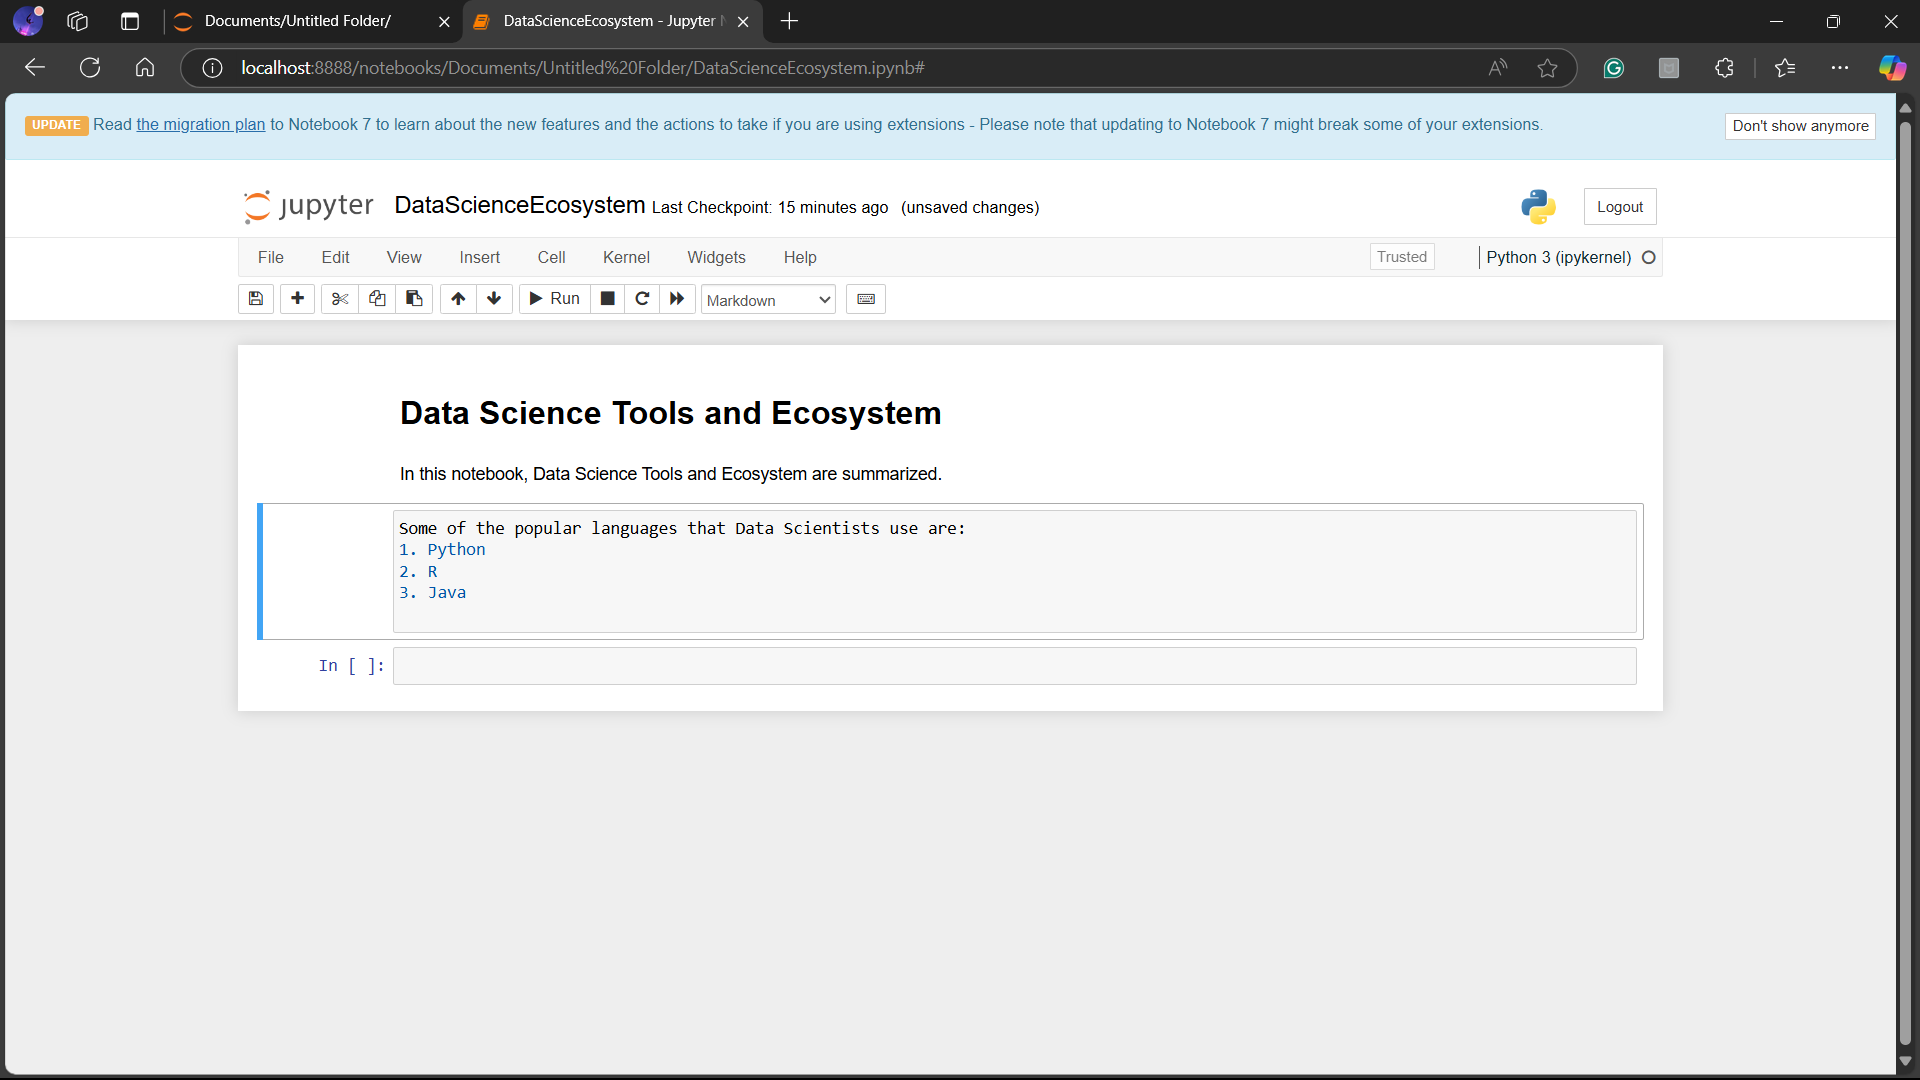 Documents/Untitled Folder/
DataScienceEcosystem - Jupyter N
localhost:8888/notebooks/Documents/Untitled%20Folder/DataScienceEcosystem.ipynb#
UPDATE Read the migration plan to Notebook 7 to learn about the new features and the actions to take if you are using extensions - Please note that updating to Notebook 7 might break some of your extensions.
Don't show anymore
jupyter DataScienceEcosystem Last Checkpoint: 15 minutes ago (unsaved changes)
Logout
File Edit View Insert Cell Kernel Widgets Help
Trusted
Python 3 (ipykernel)
Run
Markdown
Data Science Tools and Ecosystem
In this notebook, Data Science Tools and Ecosystem are summarized.
Some of the popular languages that Data Scientists use are:
1. Python
2. R
3. Java
In [ ]: